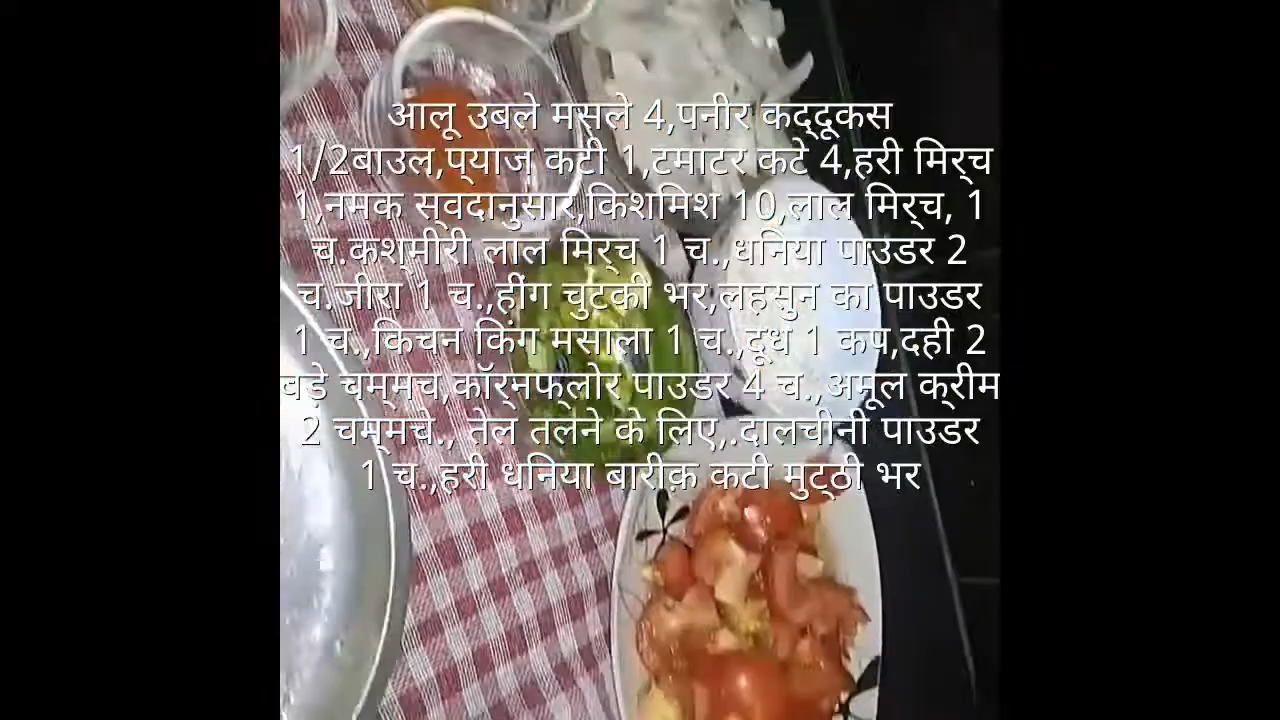 आलू उबले मसले 4,पनीर कद्दूकस
1/2बाउल,प्याज कटी 1,टमाटर कटे 4,हरी मिर्च
1,नमक स्वदानुसार,किशमिश 10,लाल मिर्च, 1
च.कश्मीरी लाल मिर्च 1 च.,धनिया पाउडर 2
च.जीरा 1 च.,हींग चुटकी भर,लहसुन का पाउडर
1 च.,किचन किंग मसाला 1 च.,दूध 1 कप,दही 2
बड़े चम्मच,कॉर्मफ्लोर पाउडर 4 च.,अमूल क्रीम
2 चम्मचे., तेल तलने के लिए,.दालचीनी पाउडर
1 च.,हरी धनिया बारीक़ कटी मुट्ठी भर